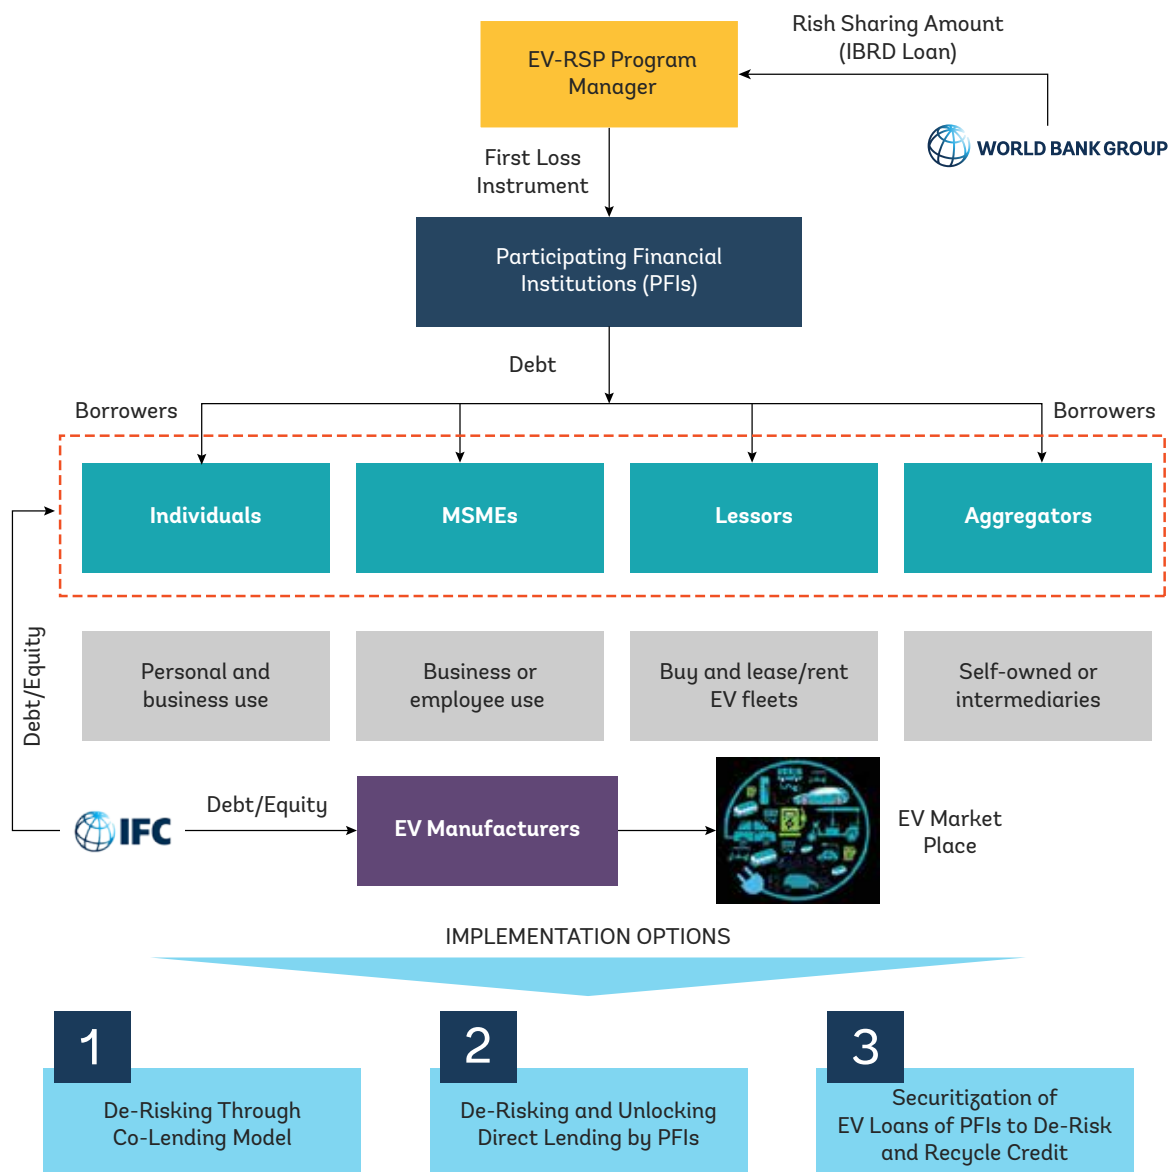 Rish Sharing Amount
(IBRD Loan)
EV-RSP Program
Manager
WORLD BANK GROUP
First Loss
Instrument
Participating Financial
Institutions (PFIs)
Debt
Borrowers
Borrowers
Individuals
MSMEs
Lessors
Aggregators
Debt/Equity
Personal and
business use
Business or
employee use
Buy and lease/rent
EV fleets
Self-owned or
intermediaries
IFC
Debt/Equity
EV Manufacturers
EV Market
Place
IMPLEMENTATION OPTIONS
1
De-Risking Through
Co-Lending Model
2
De-Risking and Unlocking
Direct Lending by PFIs
3
Securitization of
EV Loans of PFIs to De-Risk
and Recycle Credit